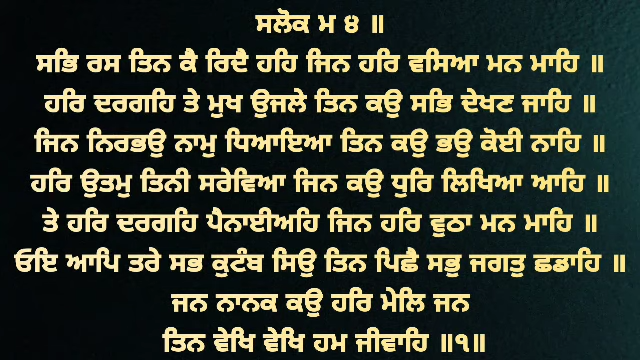 ਸਲੋਕ ਮ ੪ ॥
ਸਭਿ ਰਸ ਤਿਨ ਕੈ ਰਿਦੈ ਹਹਿ ਜਿਨ ਹਰਿ ਵਸਿਆ ਮਨ ਮਾਹਿ ॥
ਹਰਿ ਦਰਗਹਿ ਤੇ ਮੁਖ ਉਜਲੇ ਤਿਨ ਕਉ ਸਭਿ ਦੇਖਣ ਜਾਹਿ ॥
ਜਿਨ ਨਿਰਭਉ ਨਾਮੁ ਧਿਆਇਆ ਤਿਨ ਕਉ ਭਉ ਕੋਈ ਨਾਹਿ ॥
ਹਰਿ ਉਤਮੁ ਤਿਨੀ ਸਰੇਵਿਆ ਜਿਨ ਕਉ ਧੁਰਿ ਲਿਖਿਆ ਆਹਿ ॥
ਤੇ ਹਰਿ ਦਰਗਹਿ ਪੈਨਾਈਅਹਿ ਜਿਨ ਹਰਿ ਵੁਠਾ ਮਨ ਮਾਹਿ ॥
ਓਇ ਆਪਿ ਤਰੇ ਸਭ ਕੁਟੰਬ ਸਿਉ ਤਿਨ ਪਿਛੈ ਸਭੁ ਜਗਤੁ ਛਡਾਹਿ ॥
ਜਨ ਨਾਨਕ ਕਉ ਹਰਿ ਮੇਲਿ ਜਨ
ਤਿਨ ਵੇਖਿ ਵੇਖਿ ਹਮ ਜੀਵਾਹਿ ॥੧॥